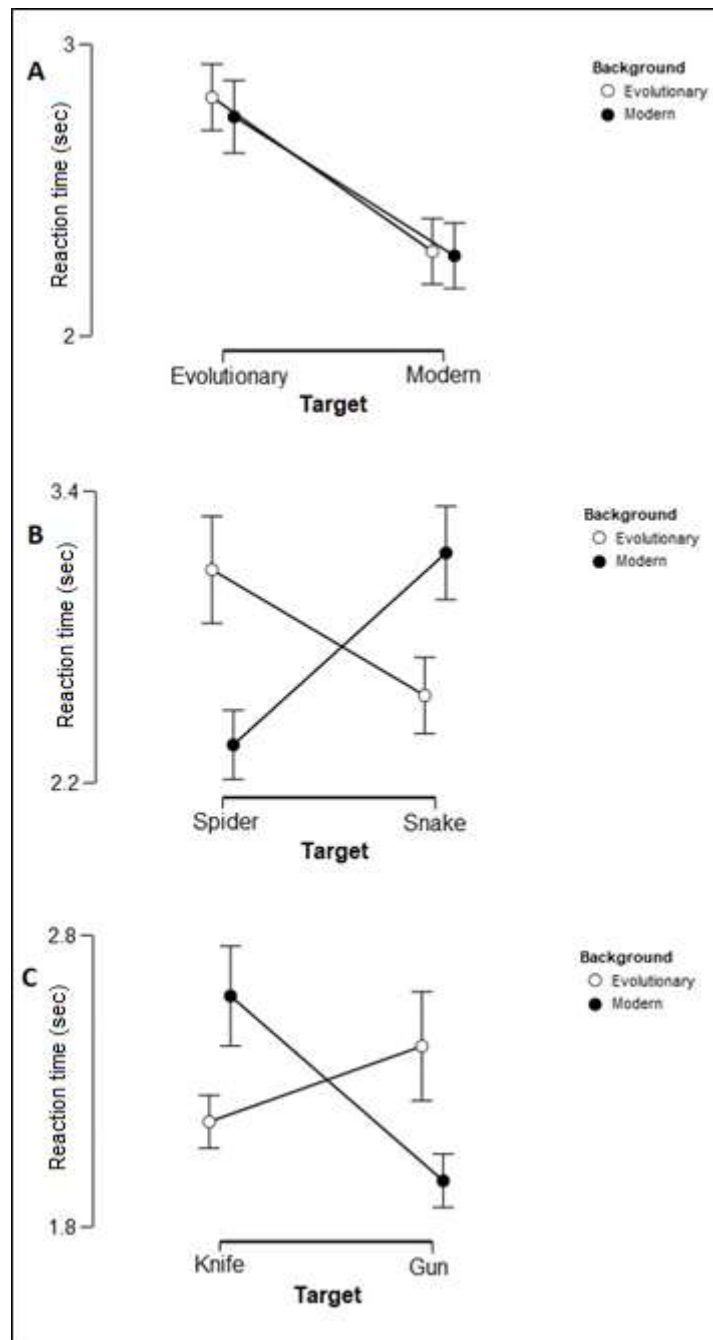 A
3
Reaction time (sec)
2
Background
Evolutionary
Modern
Evolutionary
Modern
Target
B
3.4
Reaction time (sec)
2.2
Background
Evolutionary
Modern
Spider
Snake
Target
C
2.8
Reaction time (sec)
1.8
Background
Evolutionary
Modern
Knife
Gun
Target